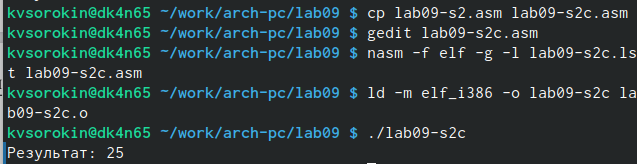 kvsorokin@dk4n65 ~/work/arch-pc/lab09 $ cp lab09-s2.asm lab09-s2c.asm
kvsorokin@dk4n65 ~/work/arch-pc/lab09 $ gedit lab09-s2c.asm
kvsorokin@dk4n65 ~/work/arch-pc/lab09 $ nasm -f elf -g -l lab09-s2c.ls
t lab09-s2c.asm
kvsorokin@dk4n65 ~/work/arch-pc/lab09 $ ld -m elf_i386 -o lab09-s2c la
b09-s2c.o
kvsorokin@dk4n65 ~/work/arch-pc/lab09 $ ./lab09-s2c
Результат: 25